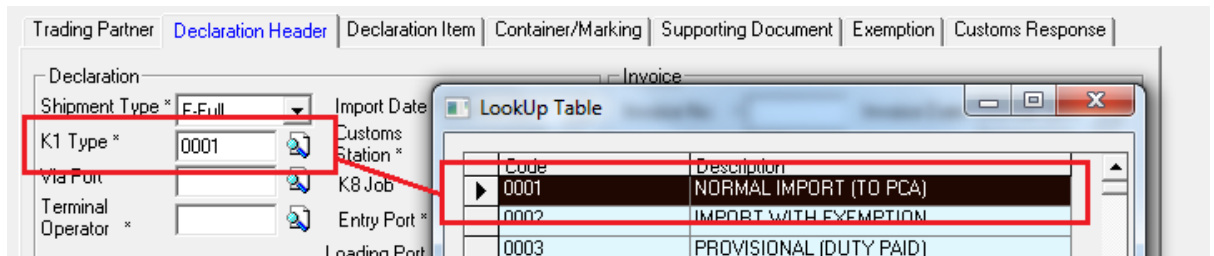 Trading Partner Declaration Header Declaration Item Container/Marking Supporting Document Exemption Customs Response
Declaration Invoice
Shipment Type * F-Full Import Date
LookUp Table
K1 Type * 0001 Customs Station *
Via Port K8 Job
Terminal Operator * Entry Port *
Loading Port
Code Description
0001 NORMAL IMPORT (TO PCA)
0002 IMPORT WITH EXEMPTION
0003 PROVISIONAL (DUTY PAID)